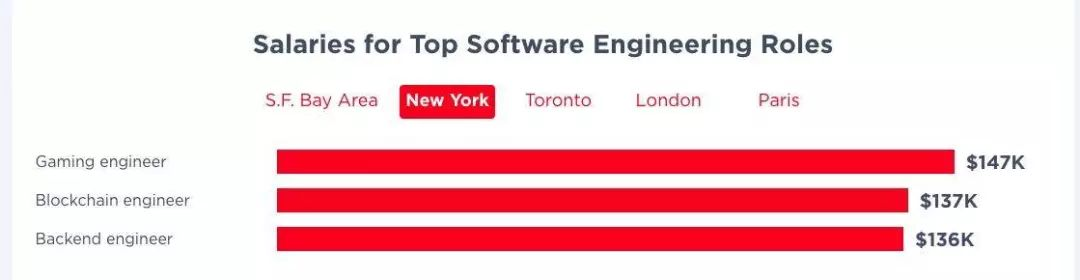 Salaries for Top Software Engineering Roles
S.F. Bay Area New York Toronto London Paris
Gaming engineer $147K
Blockchain engineer $137K
Backend engineer $136K